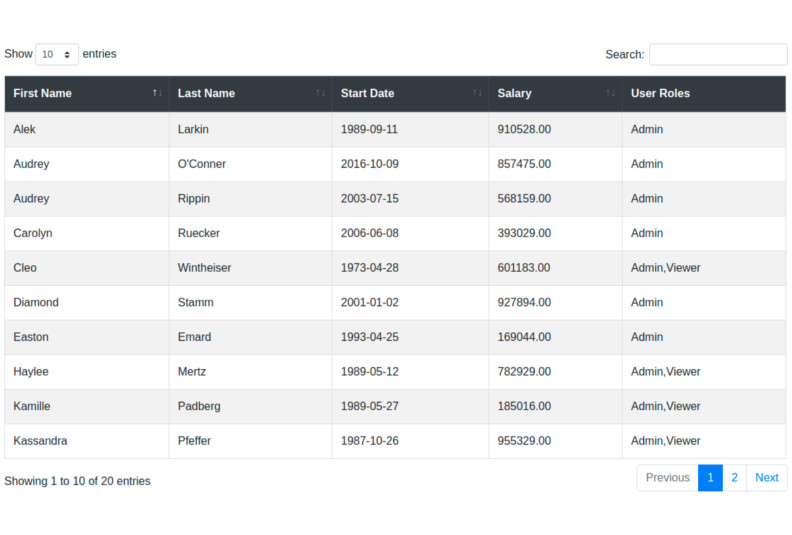 Show 10 entries Search:
First Name Last Name Start Date Salary User Roles
Alek Larkin 1989-09-11 910528.00 Admin
Audrey O'Conner 2016-10-09 857475.00 Admin
Audrey Rippin 2003-07-15 568159.00 Admin
Carolyn Ruecker 2006-06-08 393029.00 Admin
Cleo Wintheiser 1973-04-28 601183.00 Admin,Viewer
Diamond Stamm 2001-01-02 927894.00 Admin
Easton Emard 1993-04-25 169044.00 Admin
Haylee Mertz 1989-05-12 782929.00 Admin,Viewer
Kamille Padberg 1989-05-27 185016.00 Admin,Viewer
Kassandra Pfeffer 1987-10-26 955329.00 Admin,Viewer
Showing 1 to 10 of 20 entries Previous 1 2 Next